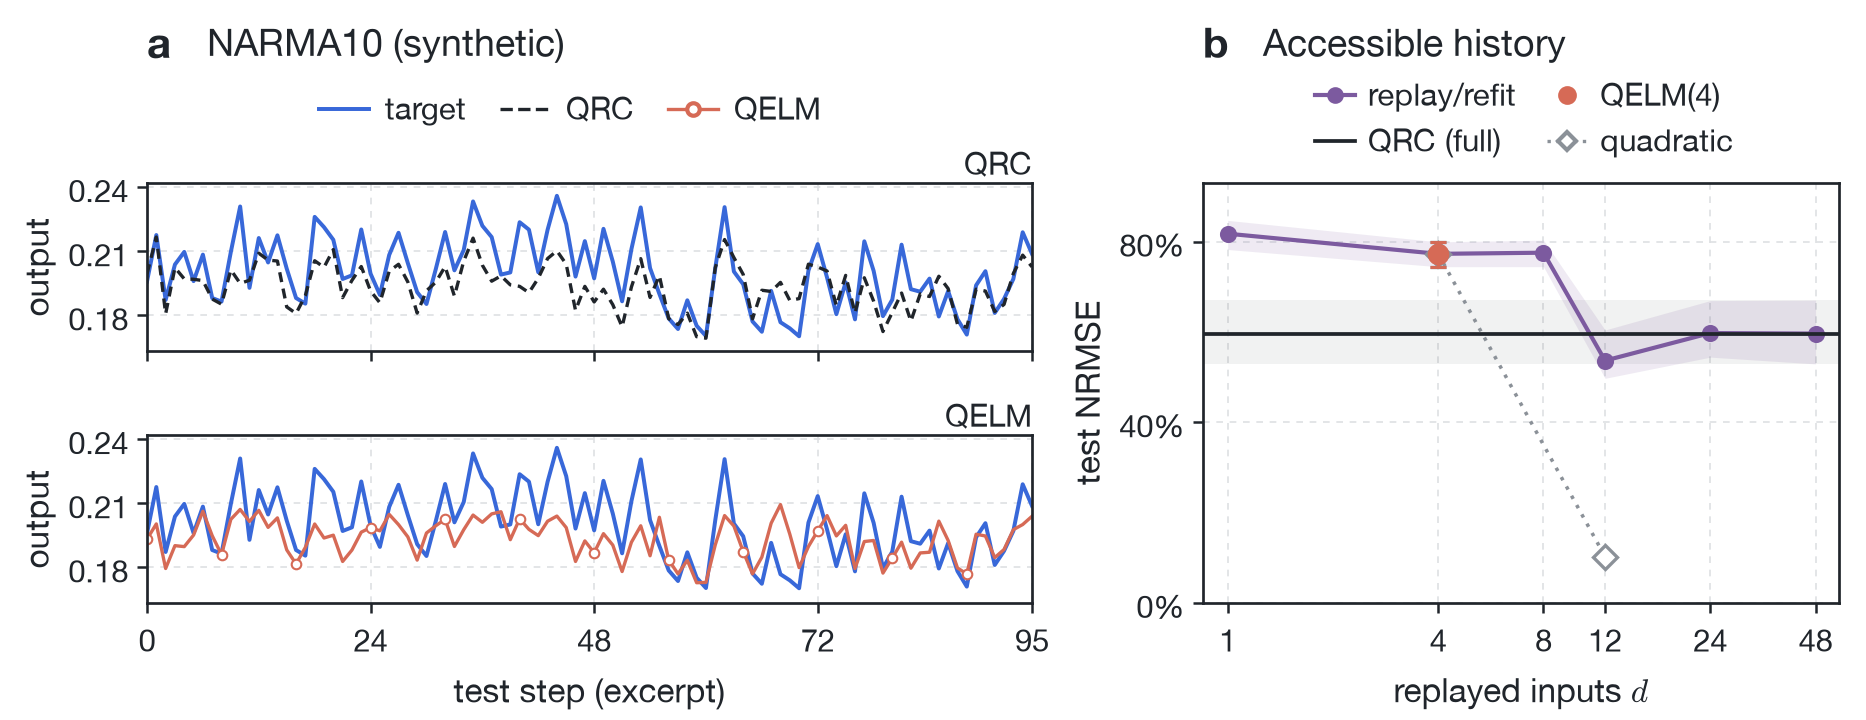 a NARMA10 (synthetic)
target QRC QELM
QRC
0.24
0.21
0.18
output
QELM
0.24
0.21
0.18
output
0 24 48 72 95
test step (excerpt)
b Accessible history
replay/refit QELM(4)
QRC (full) quadratic
80%
40%
0%
test NRMSE
1 4 8 12 24 48
replayed inputs d